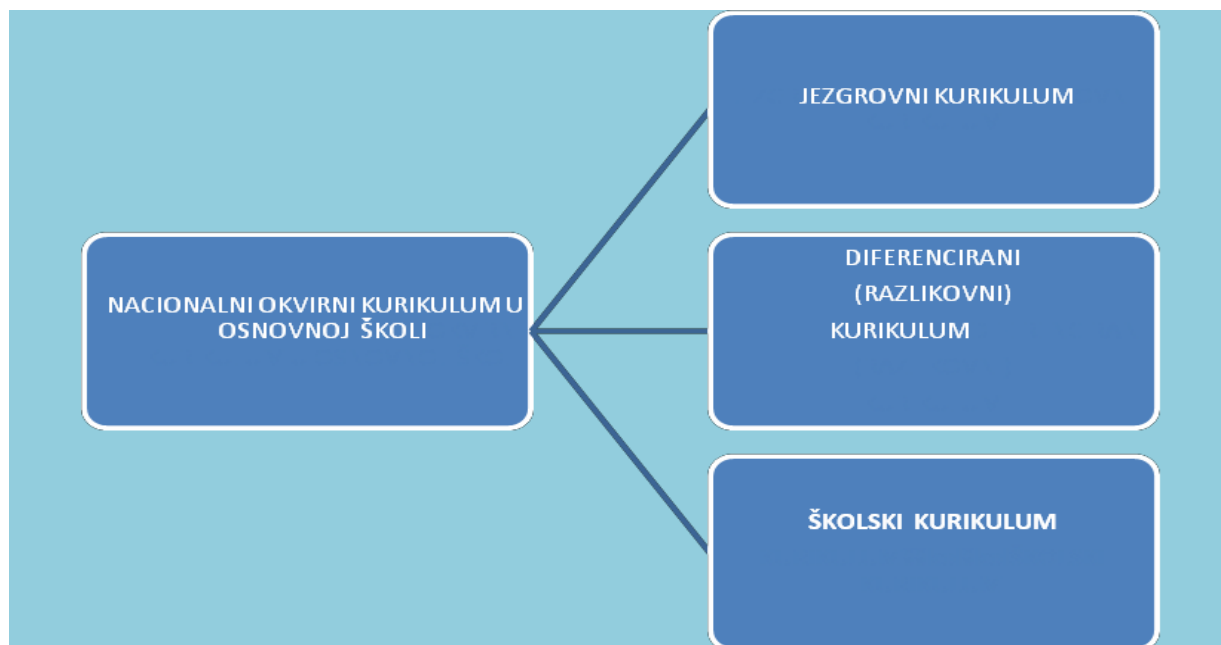 NACIONALNI OKVIRNI KURIKULUM U
OSNOVNOJ ŠKOLI
JEZGROVNI KURIKULUM
DIFERENCIRANI
(RAZLIKOVNI)
KURIKULUM
ŠKOLSKI KURIKULUM